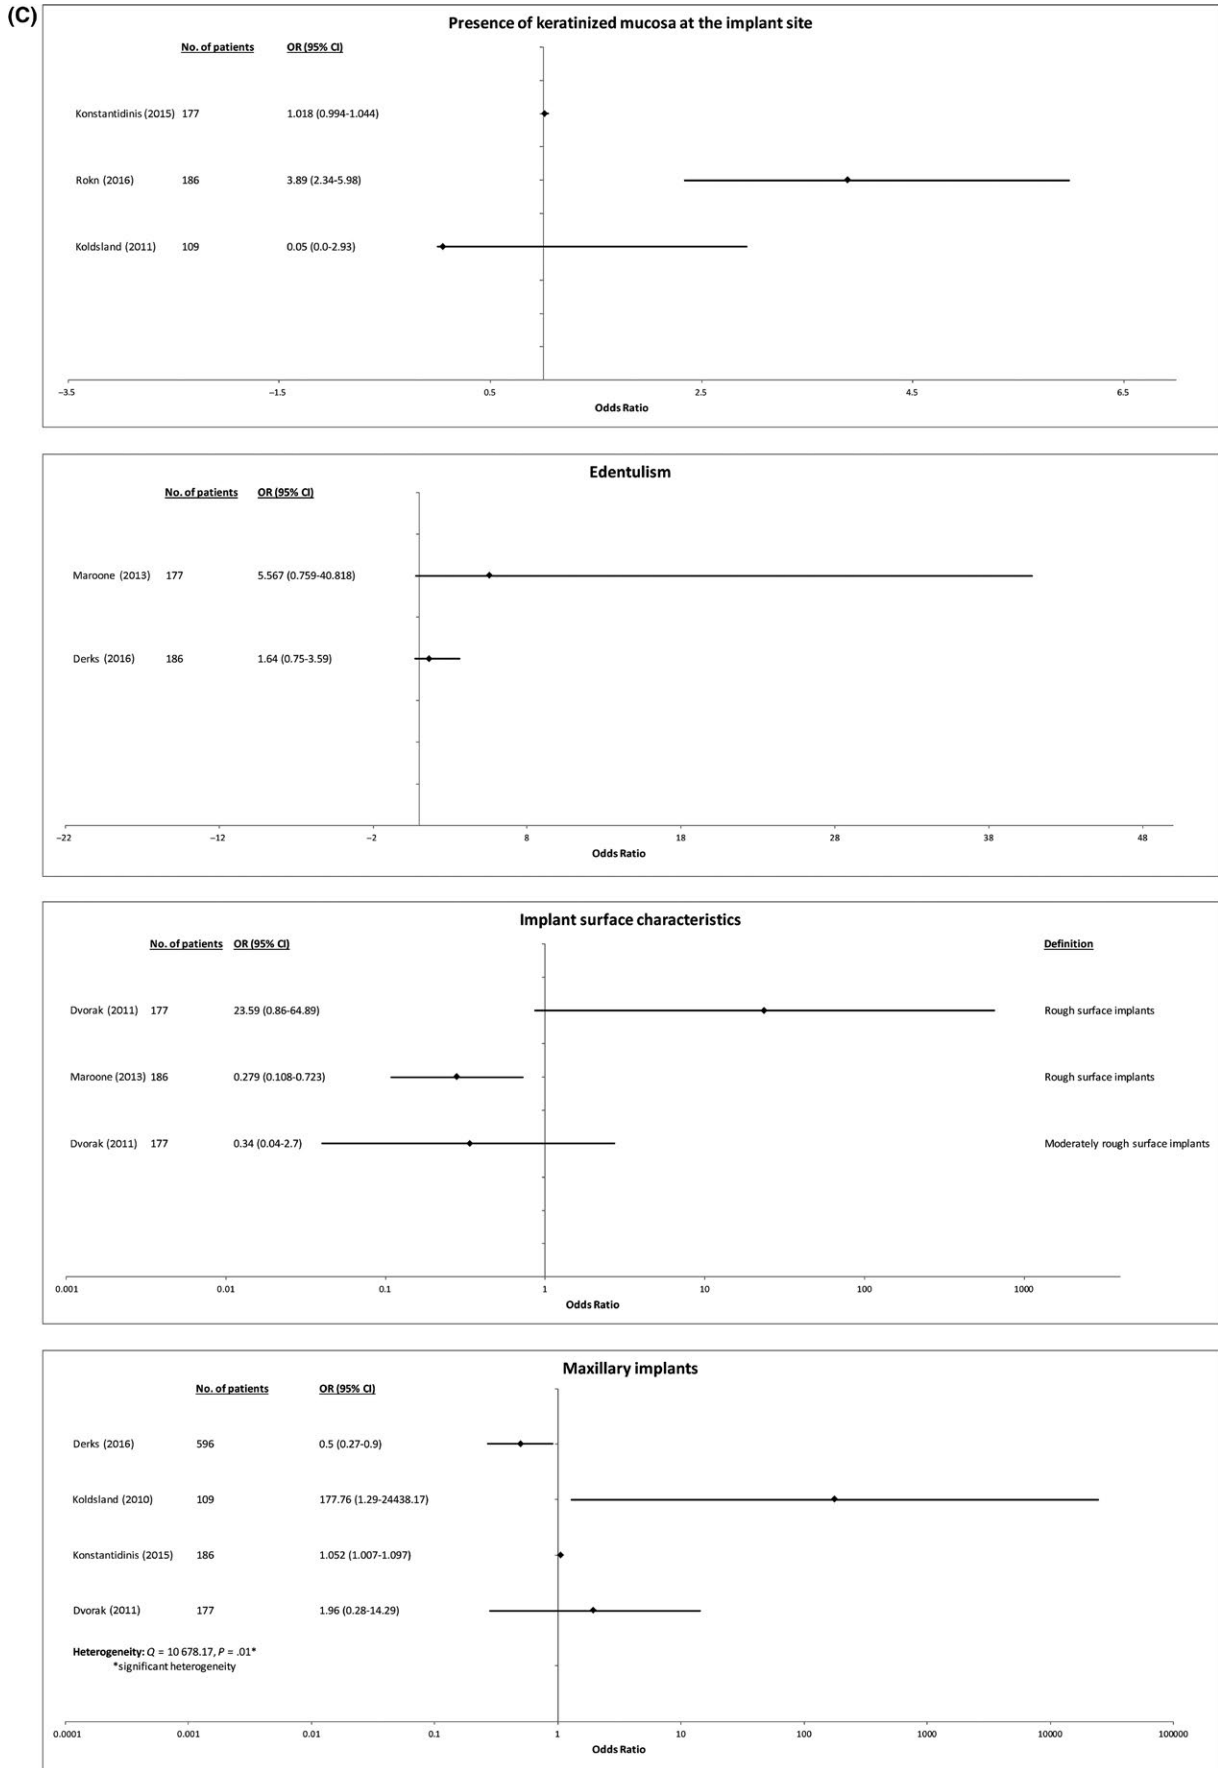 (C)
Presence of keratinized mucosa at the implant site
No. of patients OR (95% CI)
Konstantidinis (2015) 177 1.018 (0.994-1.044)
Rokn (2016) 186 3.89 (2.34-5.98)
Koldsland (2011) 109 0.05 (0.0-2.93)
−3.5 −1.5 0.5 2.5 4.5 6.5
Odds Ratio
Edentulism
No. of patients OR (95% CI)
Maroone (2013) 177 5.567 (0.759-40.818)
Derks (2016) 186 1.64 (0.75-3.59)
−22 −12 −2 8 18 28 38 48
Odds Ratio
Implant surface characteristics
No. of patients OR (95% CI) Definition
Dvorak (2011) 177 23.59 (0.86-64.89) Rough surface implants
Maroone (2013) 186 0.279 (0.108-0.723) Rough surface implants
Dvorak (2011) 177 0.34 (0.04-2.7) Moderately rough surface implants
0.001 0.01 0.1 1 10 100 1000
Odds Ratio
Maxillary implants
No. of patients OR (95% CI)
Derks (2016) 596 0.5 (0.27-0.9)
Koldsland (2010) 109 177.76 (1.29-24438.17)
Konstantidinis (2015) 186 1.052 (1.007-1.097)
Dvorak (2011) 177 1.96 (0.28-14.29)
Heterogeneity: Q = 10 678.17, P = .01*
*significant heterogeneity
0.0001 0.001 0.01 0.1 1 10 100 1000 10000 100000
Odds Ratio